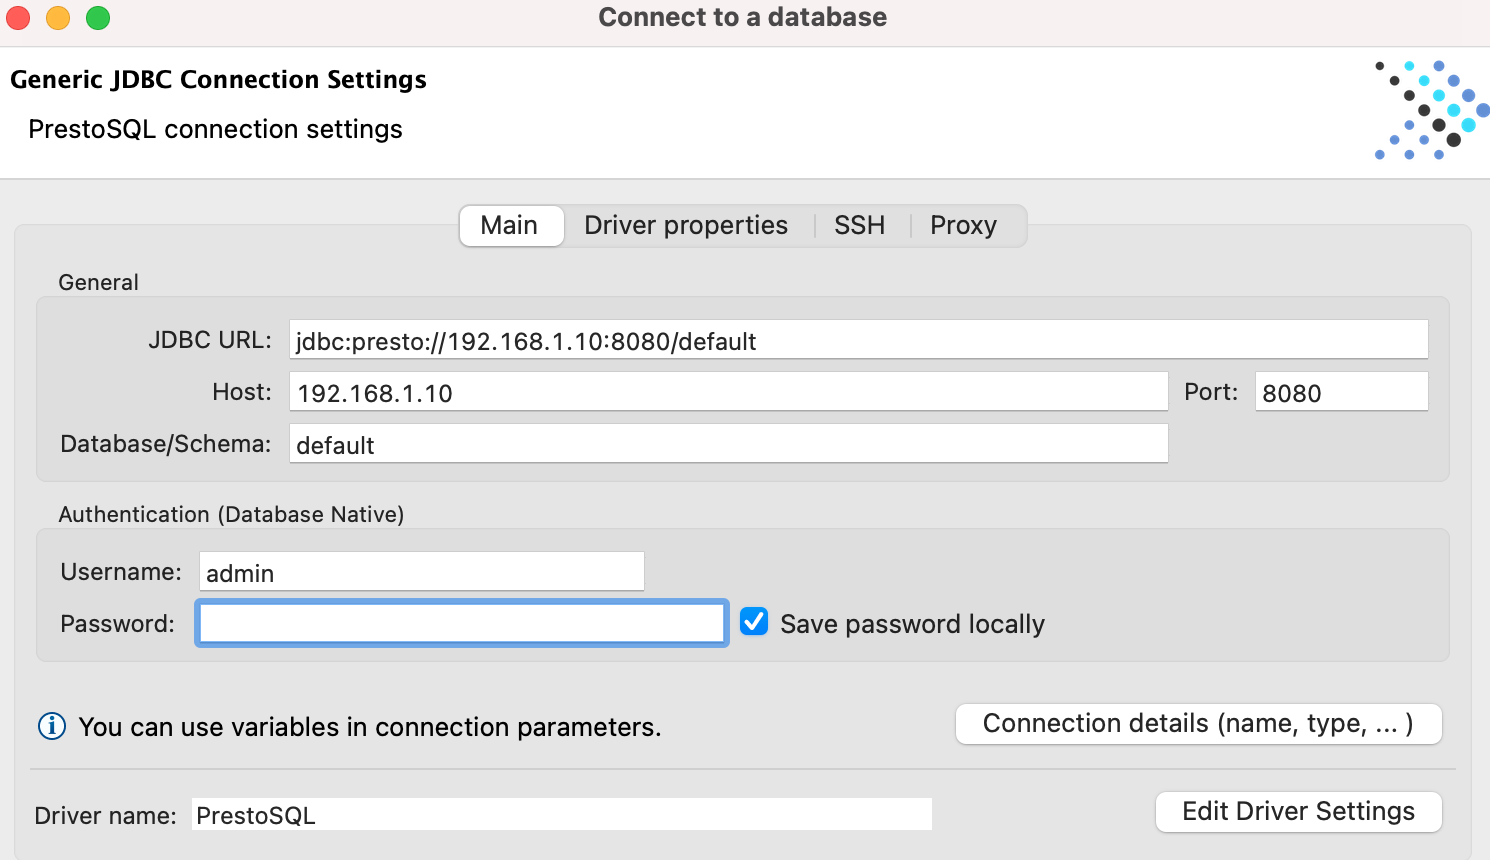 Connect to a database
Generic JDBC Connection Settings
PrestoSQL connection settings
Main Driver properties SSH Proxy
General
JDBC URL: jdbc:presto://192.168.1.10:8080/default
Host: 192.168.1.10 Port: 8080
Database/Schema: default
Authentication (Database Native)
Username: admin
Password: Save password locally
You can use variables in connection parameters. Connection details (name, type, ... )
Driver name: PrestoSQL Edit Driver Settings